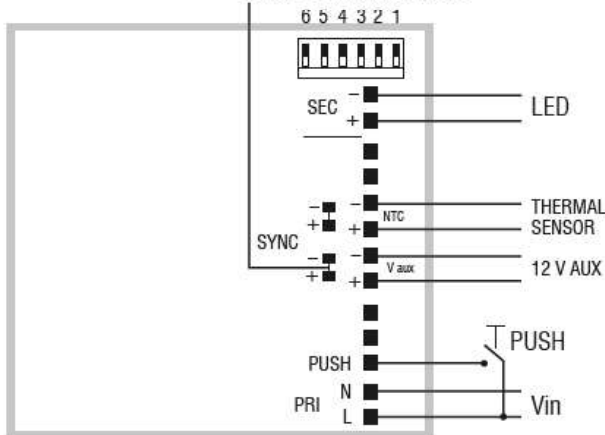 6 5 4 3 2 1
SEC
-
+
LED
-
+
NTC
THERMAL
SENSOR
-
+
SYNC
-
+
-
+
V aux
12 V AUX
PUSH
PUSH
PRI
N
L
Vin